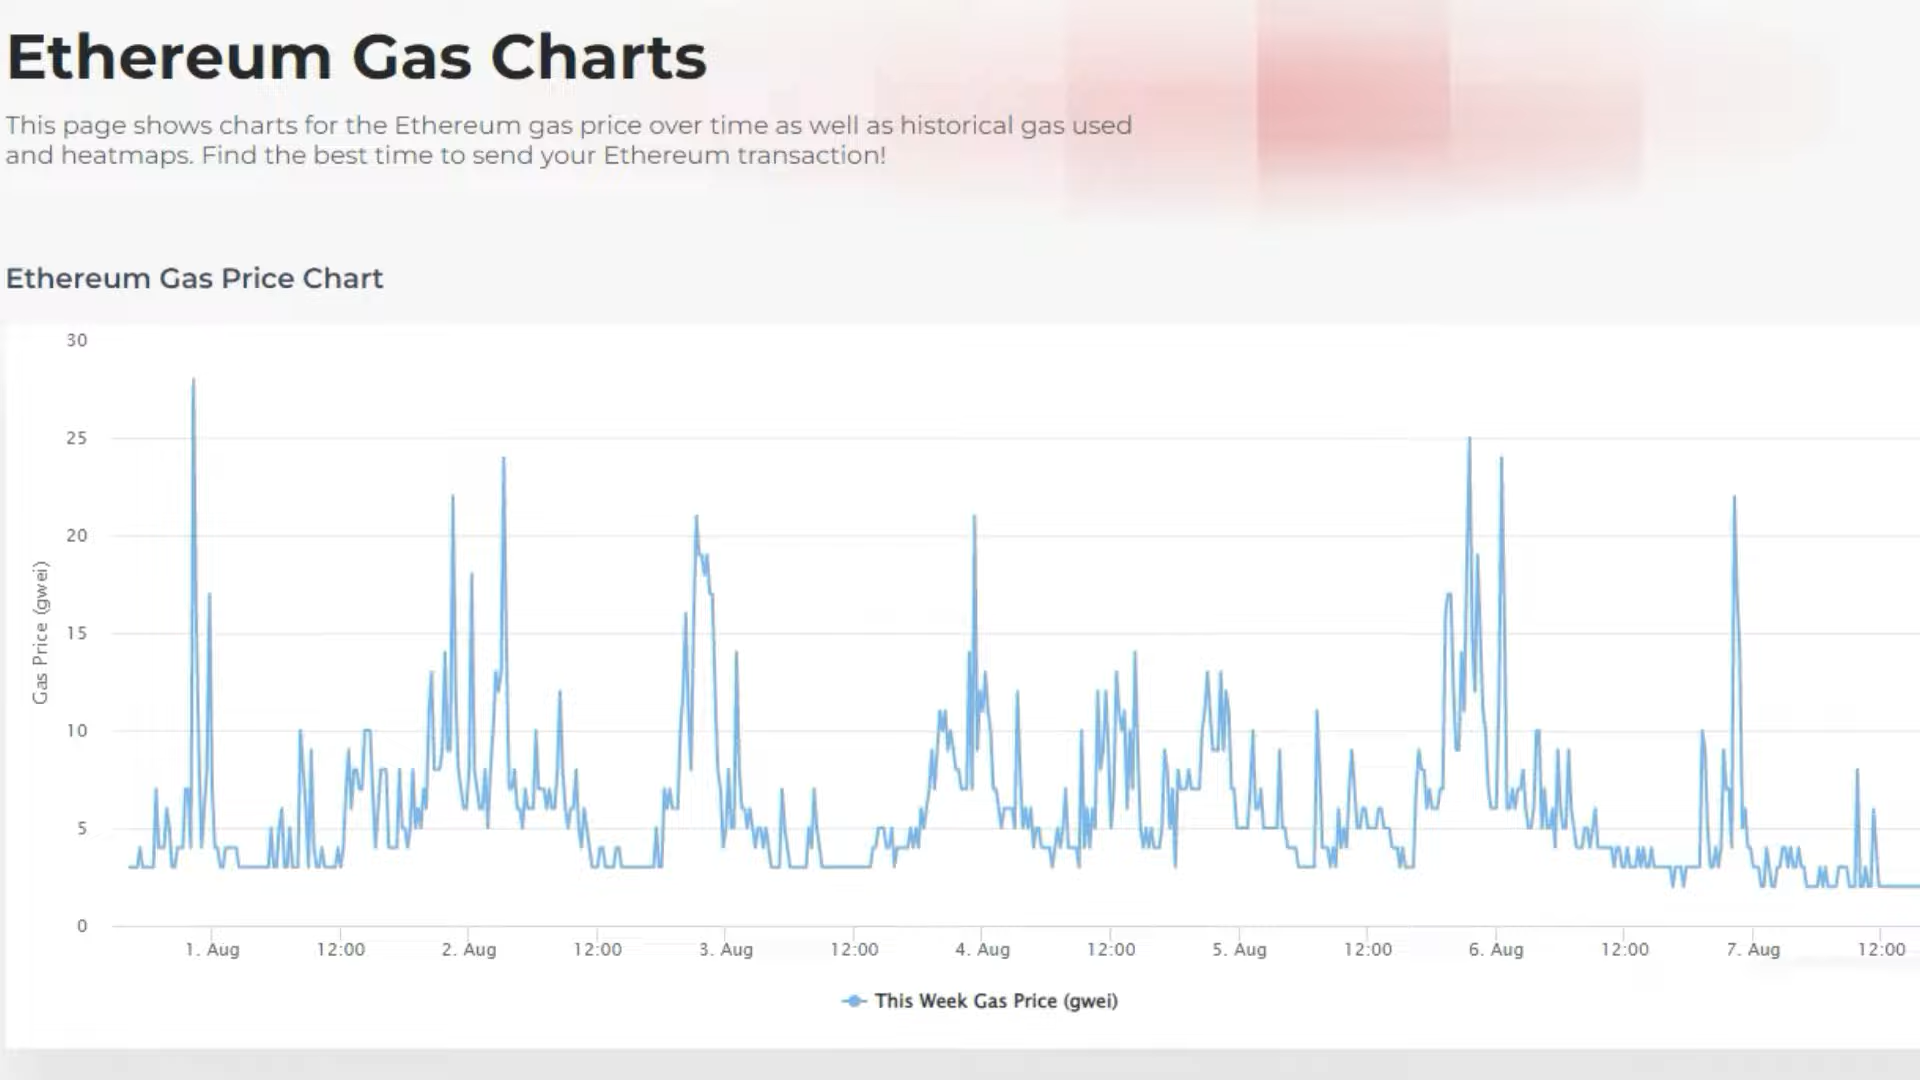 Ethereum Gas Charts
This page shows charts for the Ethereum gas price over time as well as historical gas used
and heatmaps. Find the best time to send your Ethereum transaction!
Ethereum Gas Price Chart
30
25
20
15
10
5
0
Gas Price (gwei)
1. Aug 12:00 2. Aug 12:00 3. Aug 12:00 4. Aug 12:00 5. Aug 12:00 6. Aug 12:00 7. Aug 12:00
This Week Gas Price (gwei)